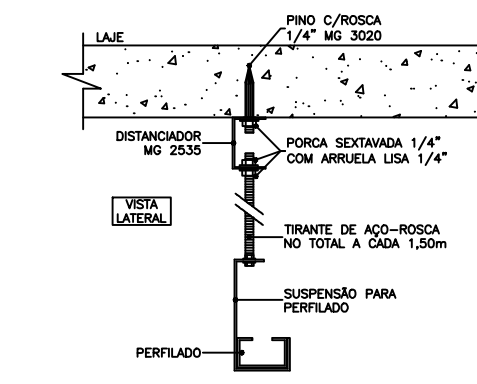 PINO C/ROSCA
1/4" MG 3020
LAJE
DISTANCIADOR
MG 2535
PORCA SEXTAVADA 1/4"
COM ARRUELA LISA 1/4"
VISTA
LATERAL
TIRANTE DE AÇO-ROSCA
NO TOTAL A CADA 1,50m
SUSPENSÃO PARA
PERFILADO
PERFILADO